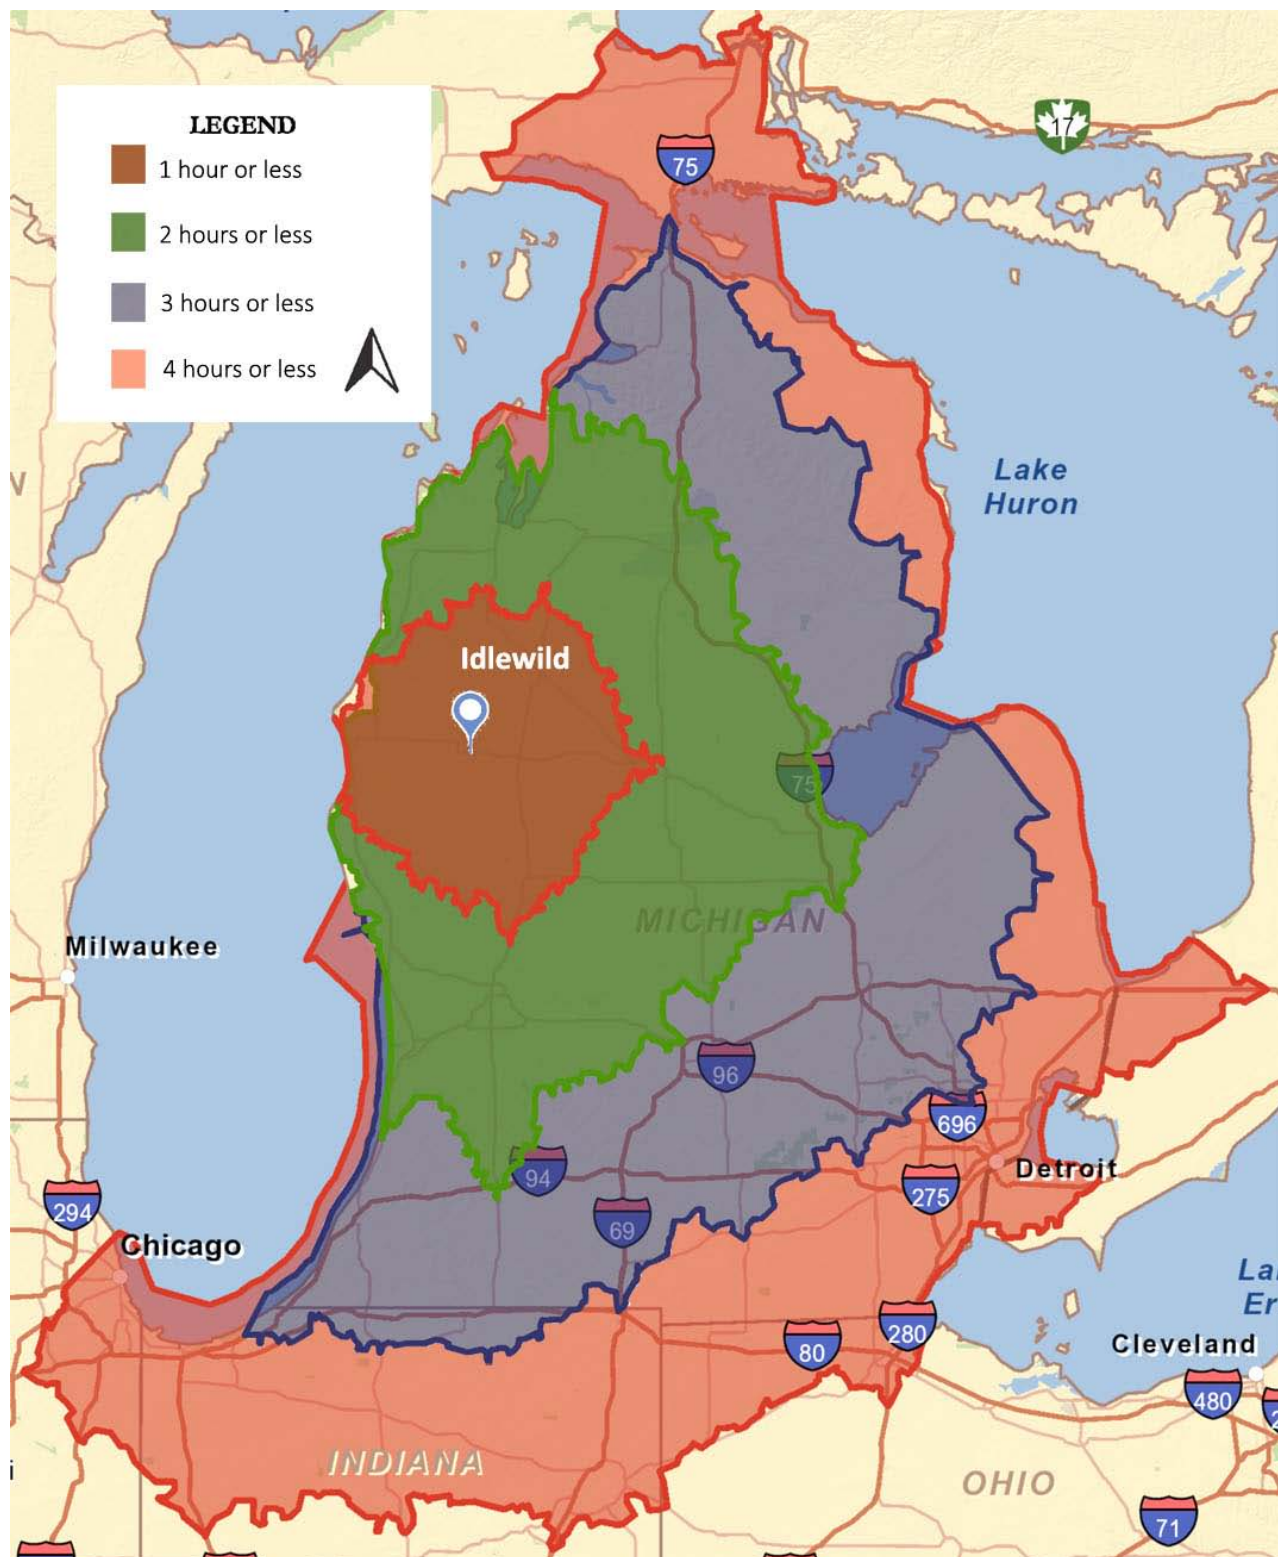 LEGEND
1 hour or less
2 hours or less
3 hours or less
4 hours or less
17
75
Lake
Huron
Idlewild
75
MICHIGAN
Milwaukee
96
696
Detroit
94
275
294
69
Chicago
280
80
Cleveland
480
INDIANA
OHIO
71